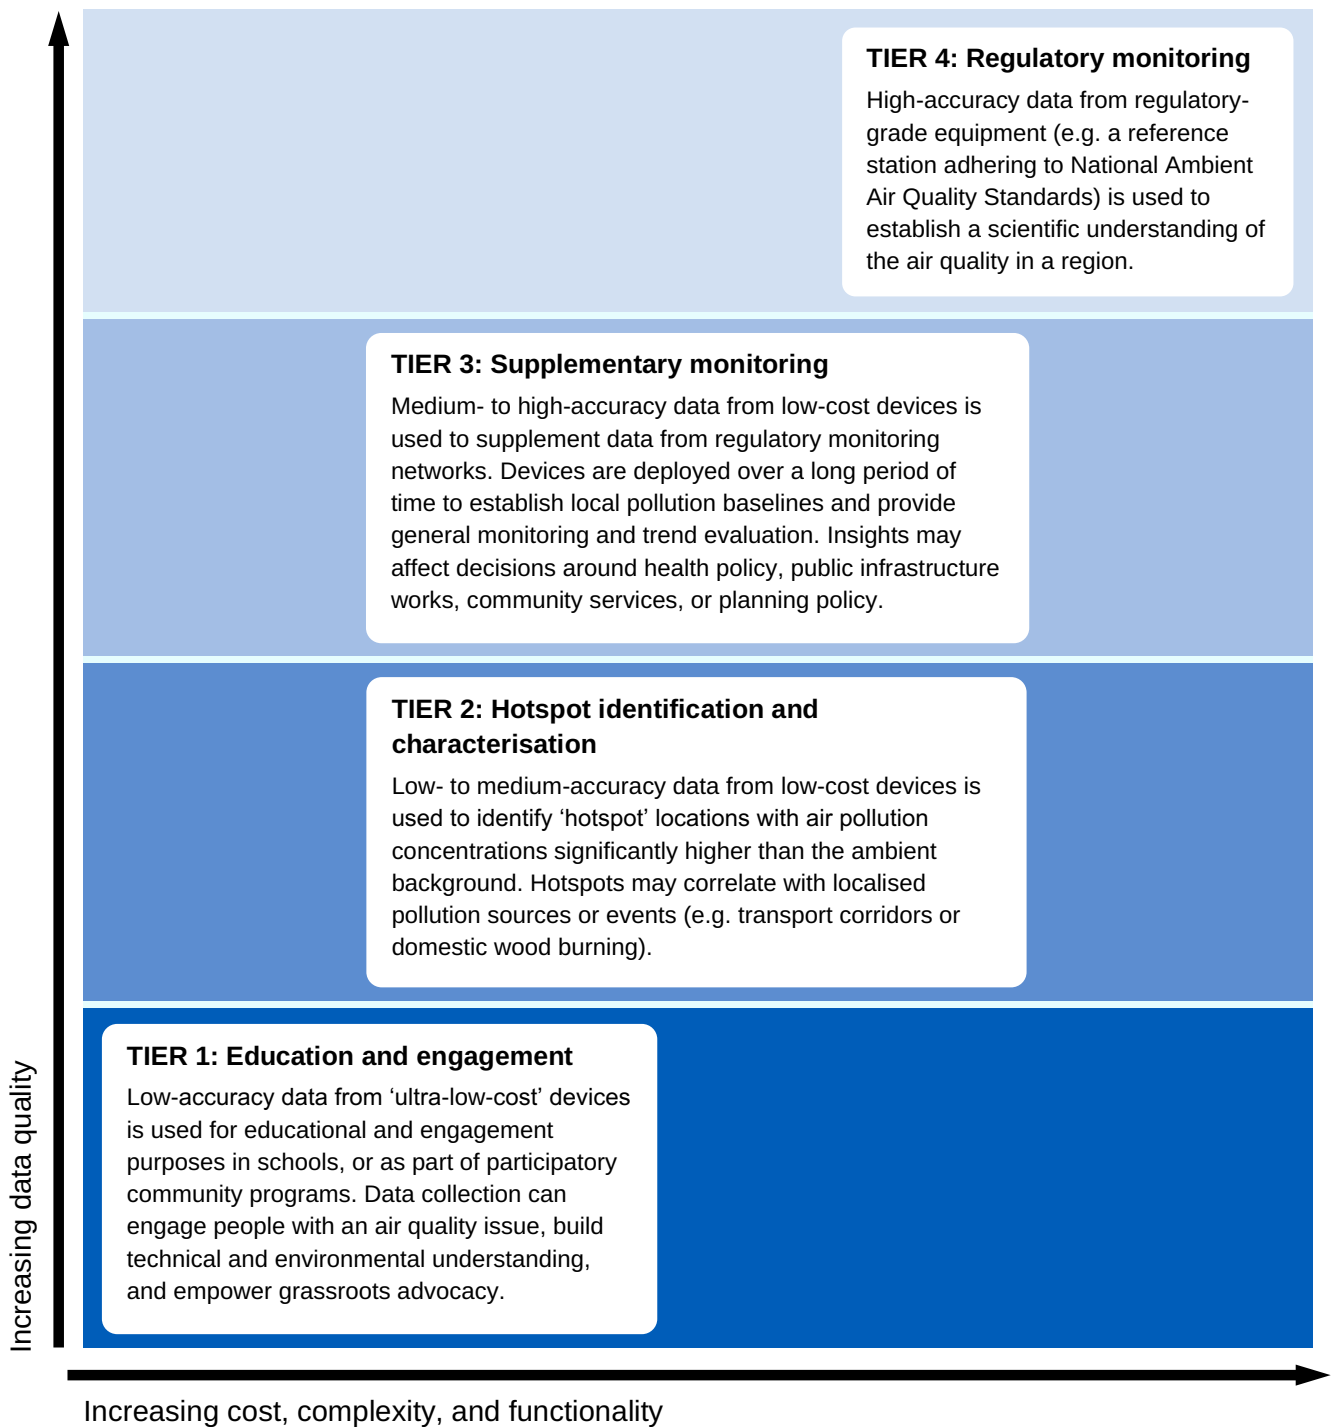 TIER 4: Regulatory monitoring
High-accuracy data from regulatory-
grade equipment (e.g. a reference
station adhering to National Ambient
Air Quality Standards) is used to
establish a scientific understanding of
the air quality in a region.
TIER 3: Supplementary monitoring
Medium- to high-accuracy data from low-cost devices is
used to supplement data from regulatory monitoring
networks. Devices are deployed over a long period of
time to establish local pollution baselines and provide
general monitoring and trend evaluation. Insights may
affect decisions around health policy, public infrastructure
works, community services, or planning policy.
TIER 2: Hotspot identification and
characterisation
Low- to medium-accuracy data from low-cost devices is
used to identify ‘hotspot’ locations with air pollution
concentrations significantly higher than the ambient
background. Hotspots may correlate with localised
pollution sources or events (e.g. transport corridors or
domestic wood burning).
TIER 1: Education and engagement
Low-accuracy data from ‘ultra-low-cost’ devices
is used for educational and engagement
purposes in schools, or as part of participatory
community programs. Data collection can
engage people with an air quality issue, build
technical and environmental understanding,
and empower grassroots advocacy.
Increasing data quality
Increasing cost, complexity, and functionality